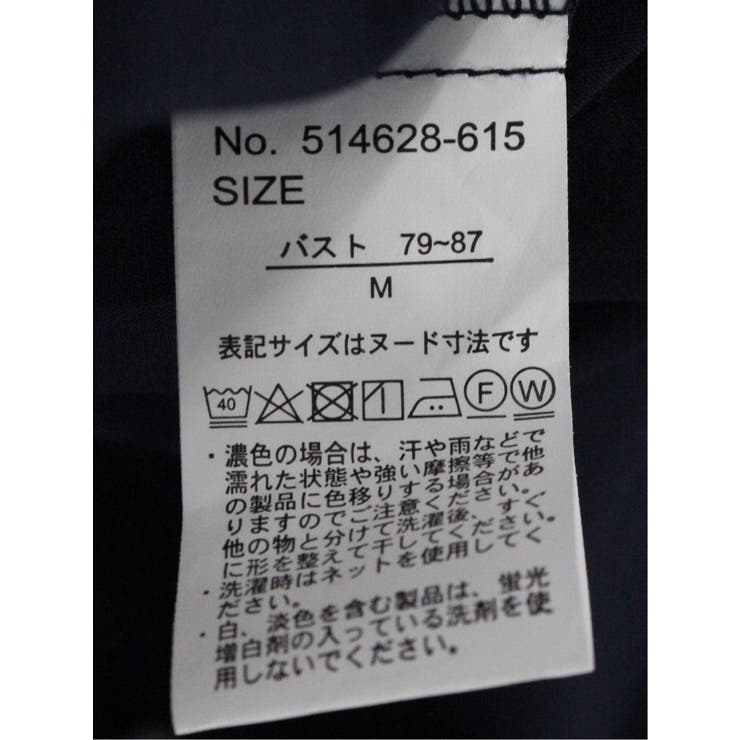 No. 514628-615
SIZE
バスト 79~87
M
表記サイズはヌード寸法です
40 F W
・濃色の場合は、汗や雨などで
濡れた状態や強い摩擦等で他
の製品に色移りする場合があ
りますのでご注意ください。
他の物と分けて洗濯後、すぐ
に形を整えて干してください。
・洗濯時はネットを使用してく
ださい。
・白、淡色を含む製品は、蛍光
増白剤の入っている洗剤を使
用しないでください。